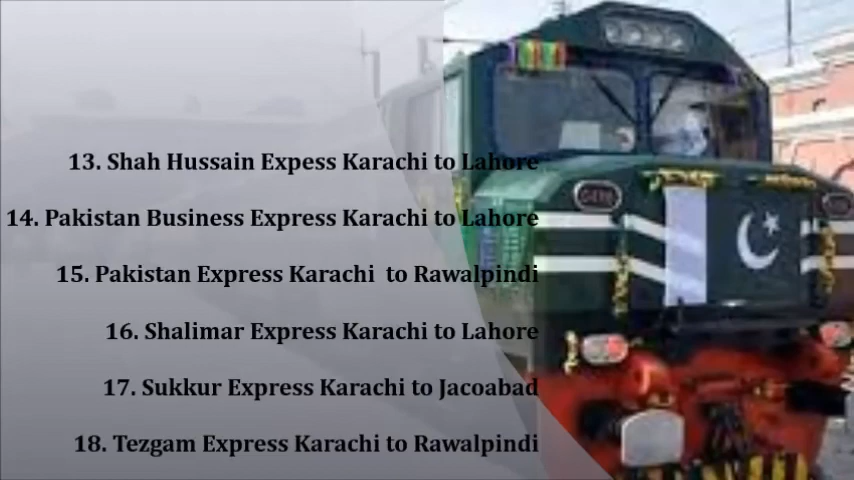 13. Shah Hussain Expess Karachi to Lahore
14. Pakistan Business Express Karachi to Lahore
15. Pakistan Express Karachi to Rawalpindi
16. Shalimar Express Karachi to Lahore
17. Sukkur Express Karachi to Jacoabad
18. Tezgam Express Karachi to Rawalpindi